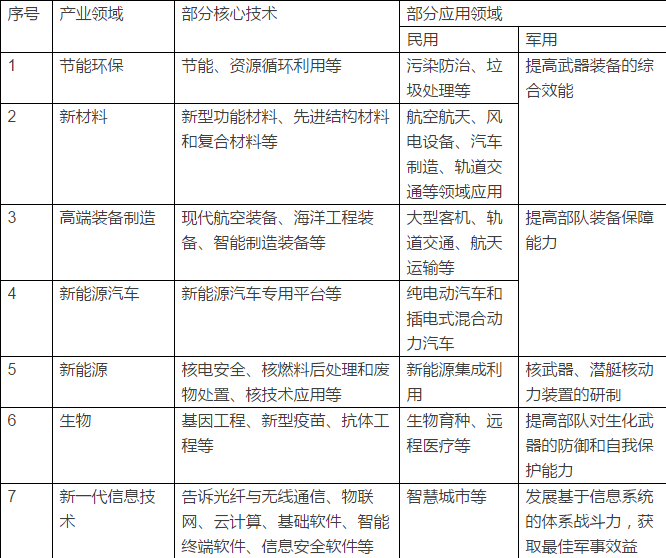 序号 产业领域 部分核心技术 部分应用领域
民用 军用
1 节能环保 节能、资源循环利用等 污染防治、垃 提高武器装备的综
圾处理等 合效能
2 新材料 新型功能材料、先进结构材料 航空航天、风
和复合材料等 电设备、汽车
制造、轨道交
通等领域应用
3 高端装备制造 现代航空装备、海洋工程装 大型客机、轨 提高部队装备保障
备、智能制造装备等 道交通、航天 能力
运输等
4 新能源汽车 新能源汽车专用平台等 纯电动汽车和
插电式混合动
力汽车
5 新能源 核电安全、核燃料后处理和废 新能源集成利 核武器、潜艇核动
物处置、核技术应用等 用 力装置的研制
6 生物 基因工程、新型疫苗、抗体工 生物育种、远 提高部队对生化武
程等 程医疗等 器的防御和自我保
护能力
7 新一代信息技 告诉光纤与无线通信、物联 智慧城市等 发展基于信息系统
术 网、云计算、基础软件、智能 的体系战斗力，获
终端软件、信息安全软件等 取最佳军事效益